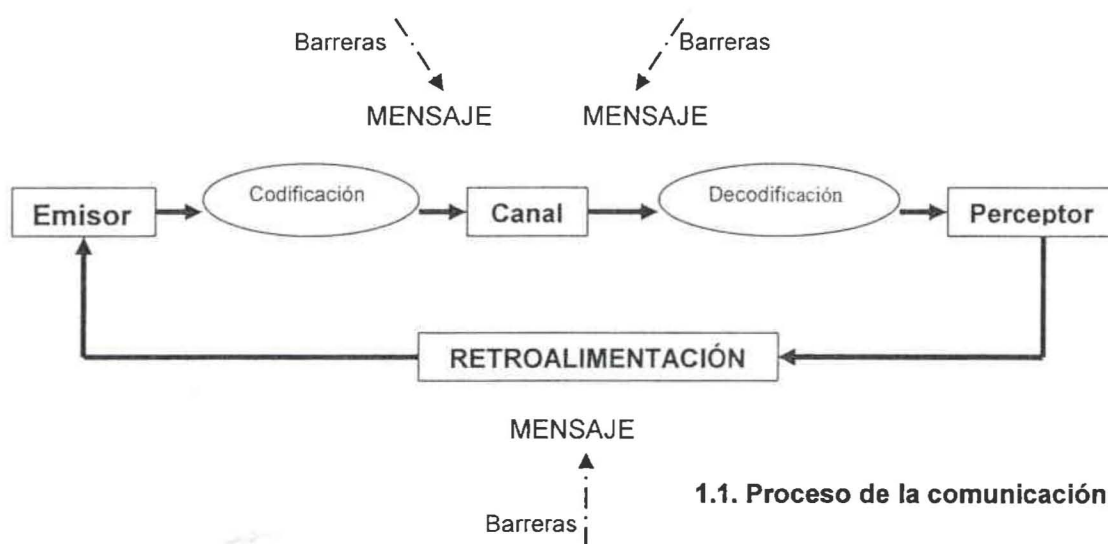 Barreras Barreras
MENSAJE MENSAJE
Codificación Decodificación
Emisor Canal Perceptor
RETROALIMENTACIÓN
MENSAJE
1.1. Proceso de la comunicación
Barreras